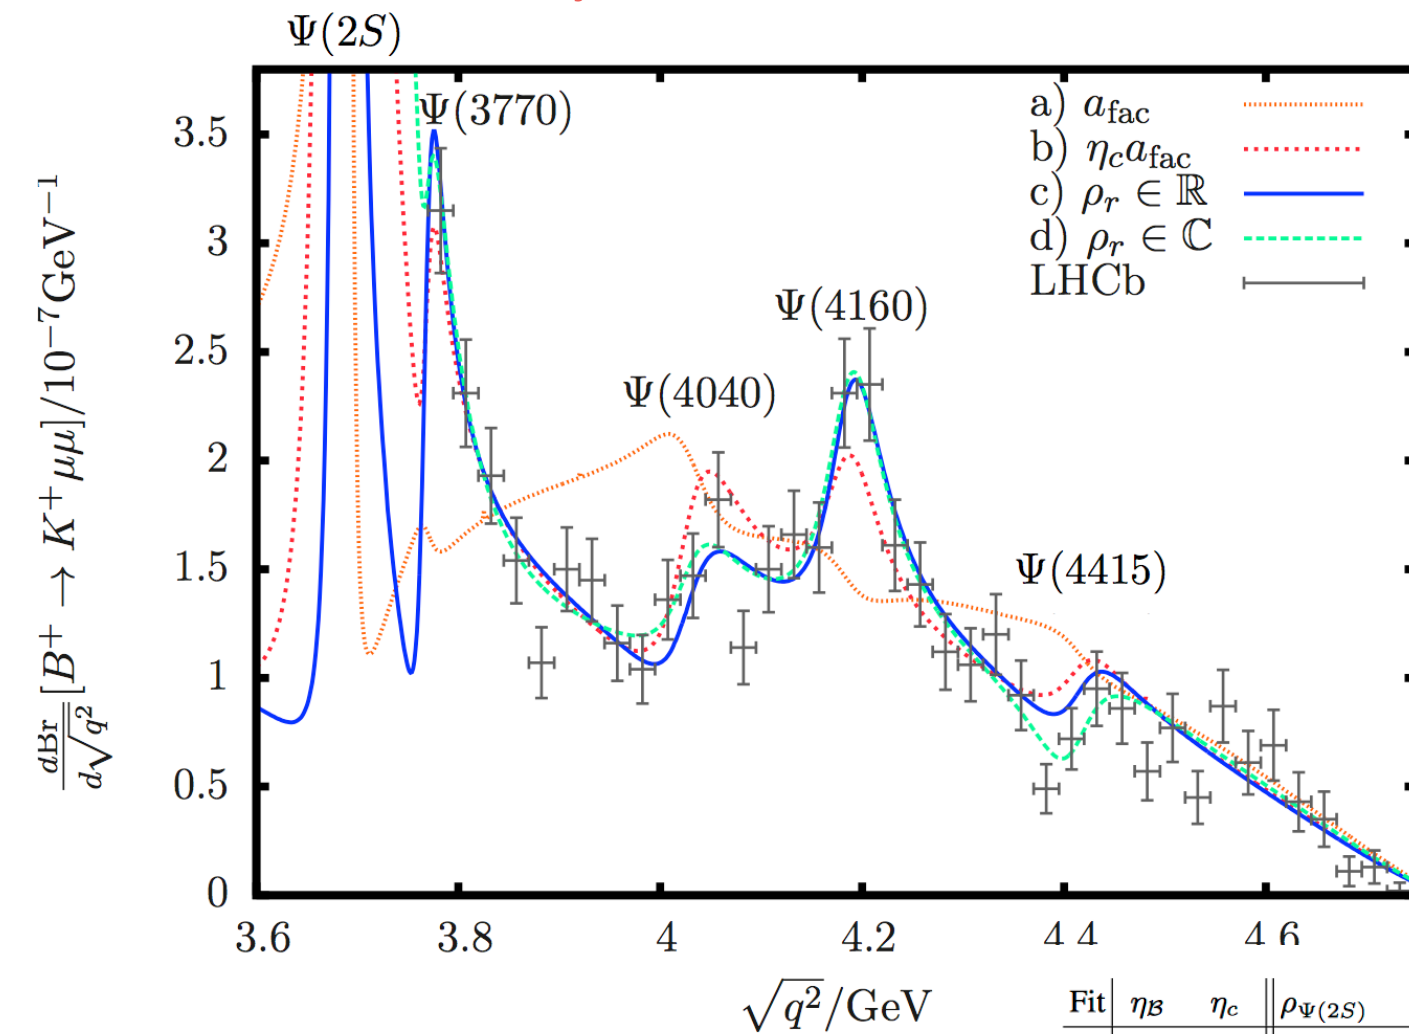 Ψ(2S)
Ψ(3770)
Ψ(4040)
Ψ(4160)
Ψ(4415)
a) a_fac
b) η_c a_fac
c) ρ_r ∈ ℝ
d) ρ_r ∈ ℂ
LHCb
dBr/d√q² [B⁺ → K⁺μμ]/10⁻⁷GeV⁻¹
3.5
3
2.5
2
1.5
1
0.5
0
3.6 3.8 4 4.2 4 4 4 6
√q²/GeV
Fit η_ℬ η_c ρ_Ψ(2S)